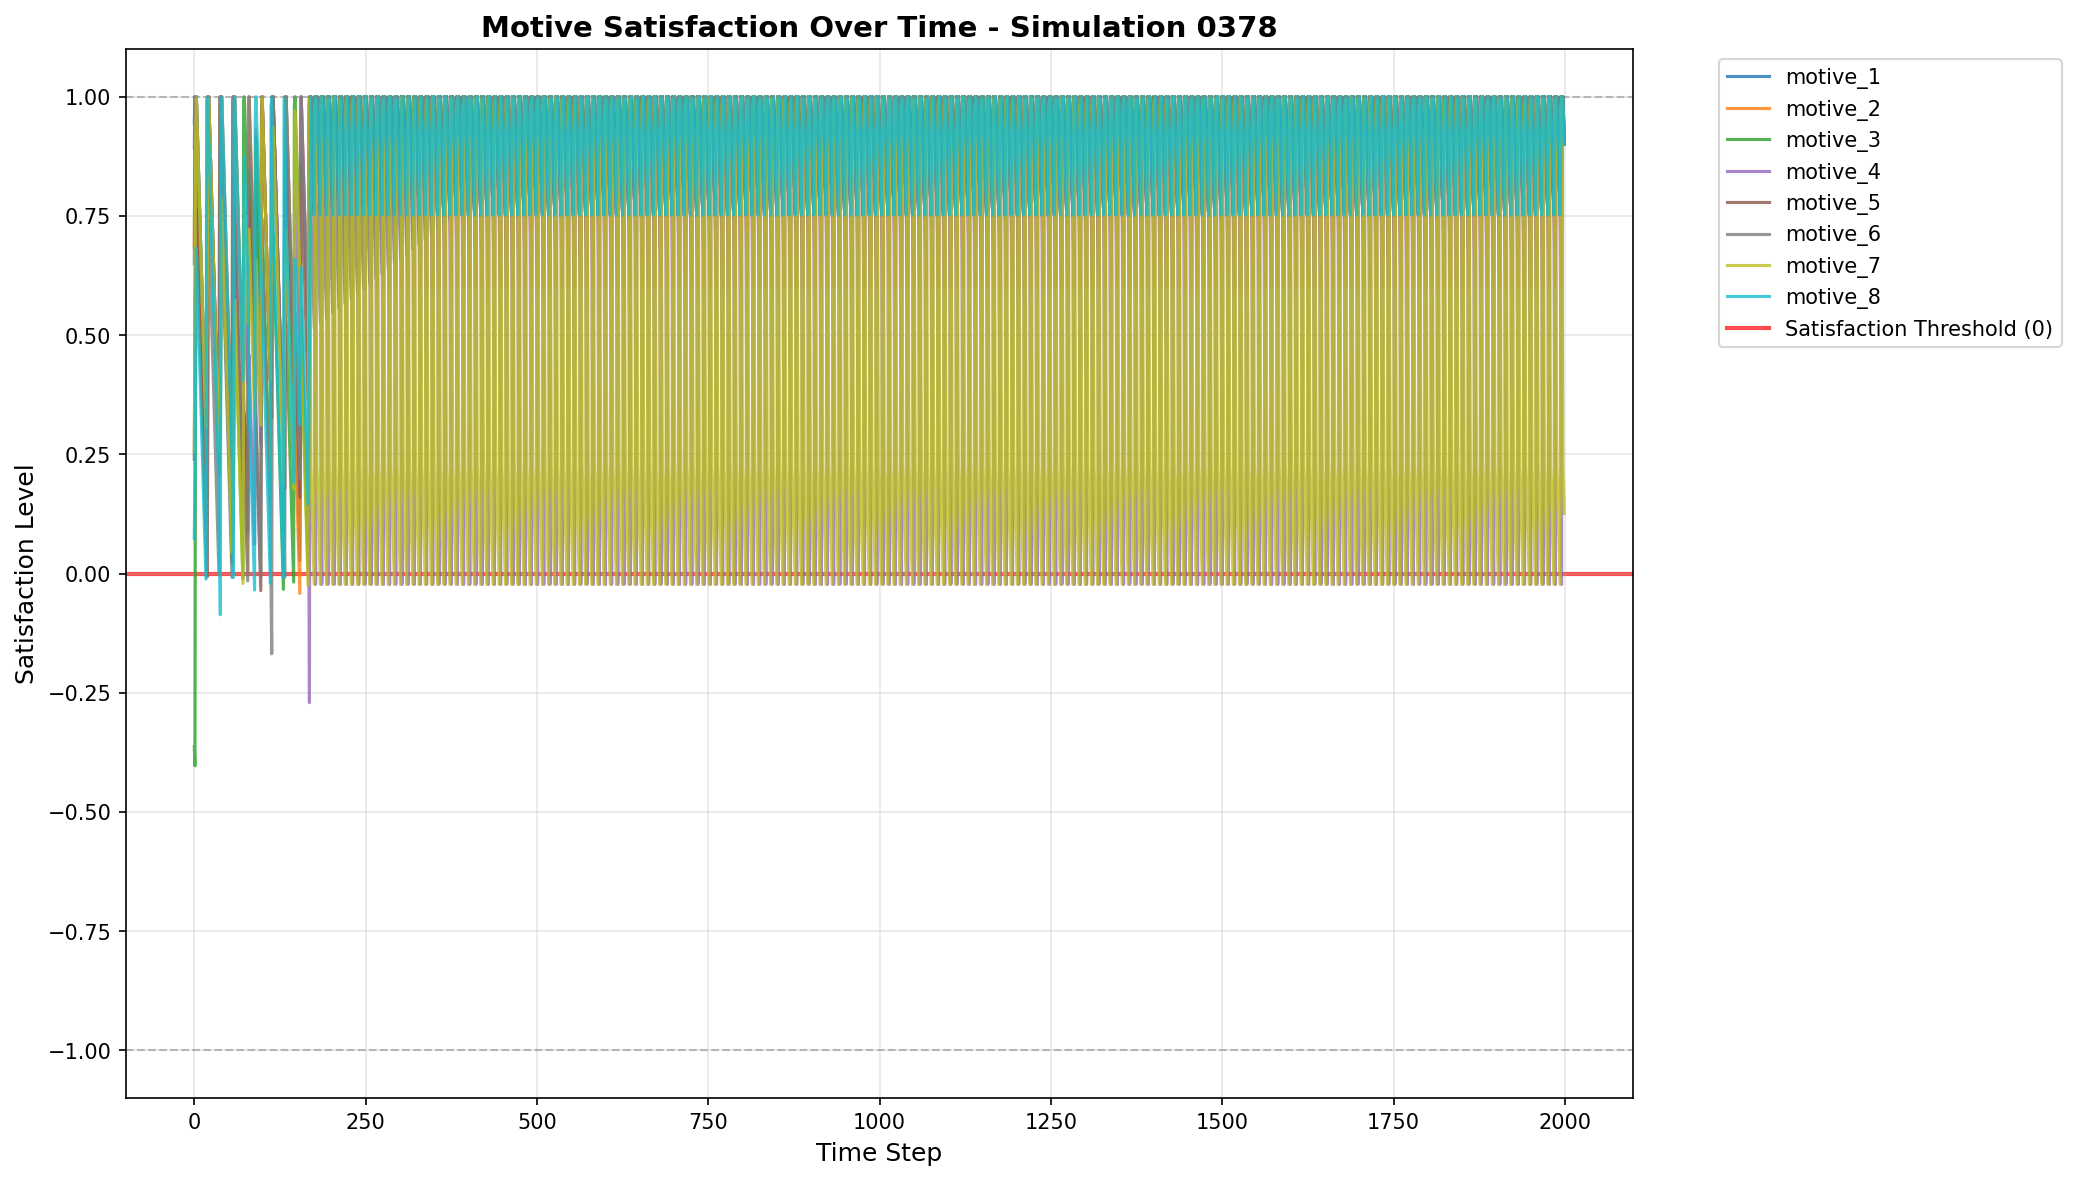 Motive Satisfaction Over Time - Simulation 0378
Satisfaction Level
1.00
0.75
0.50
0.25
0.00
−0.25
−0.50
−0.75
−1.00
0 250 500 750 1000 1250 1500 1750 2000
Time Step
motive_1
motive_2
motive_3
motive_4
motive_5
motive_6
motive_7
motive_8
Satisfaction Threshold (0)